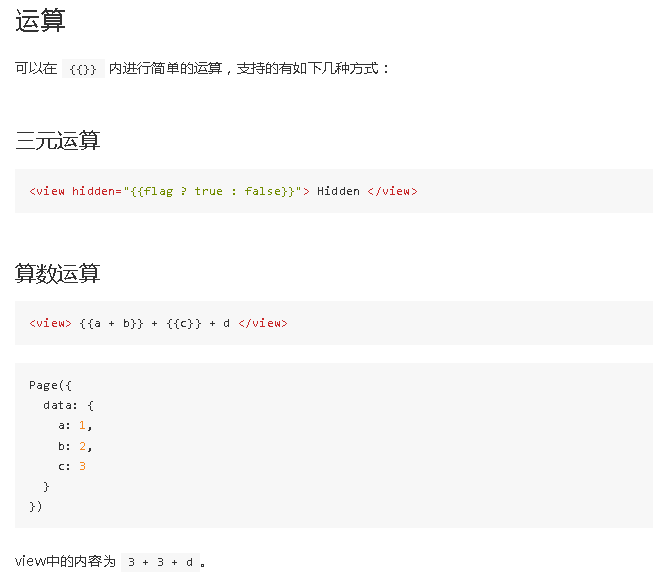 运算
可以在 {{}} 内进行简单的运算，支持的有如下几种方式：
三元运算
<view hidden="{{flag ? true : false}}"> Hidden </view>
算数运算
<view> {{a + b}} + {{c}} + d </view>
Page({
  data: {
    a: 1,
    b: 2,
    c: 3
  }
})
view中的内容为 3 + 3 + d 。